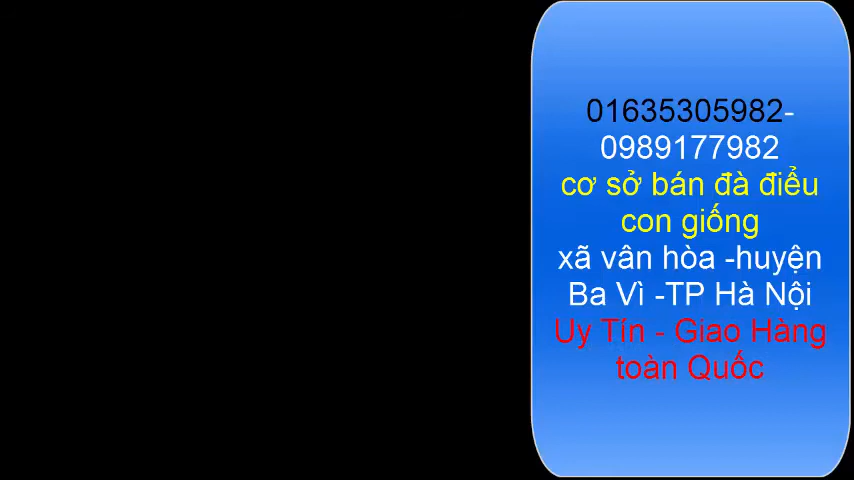 01635305982-
0989177982
cơ sở bán đà điểu
con giống
xã vân hòa -huyện
Ba Vì -TP Hà Nội
Uy Tín - Giao Hàng
toàn Quốc